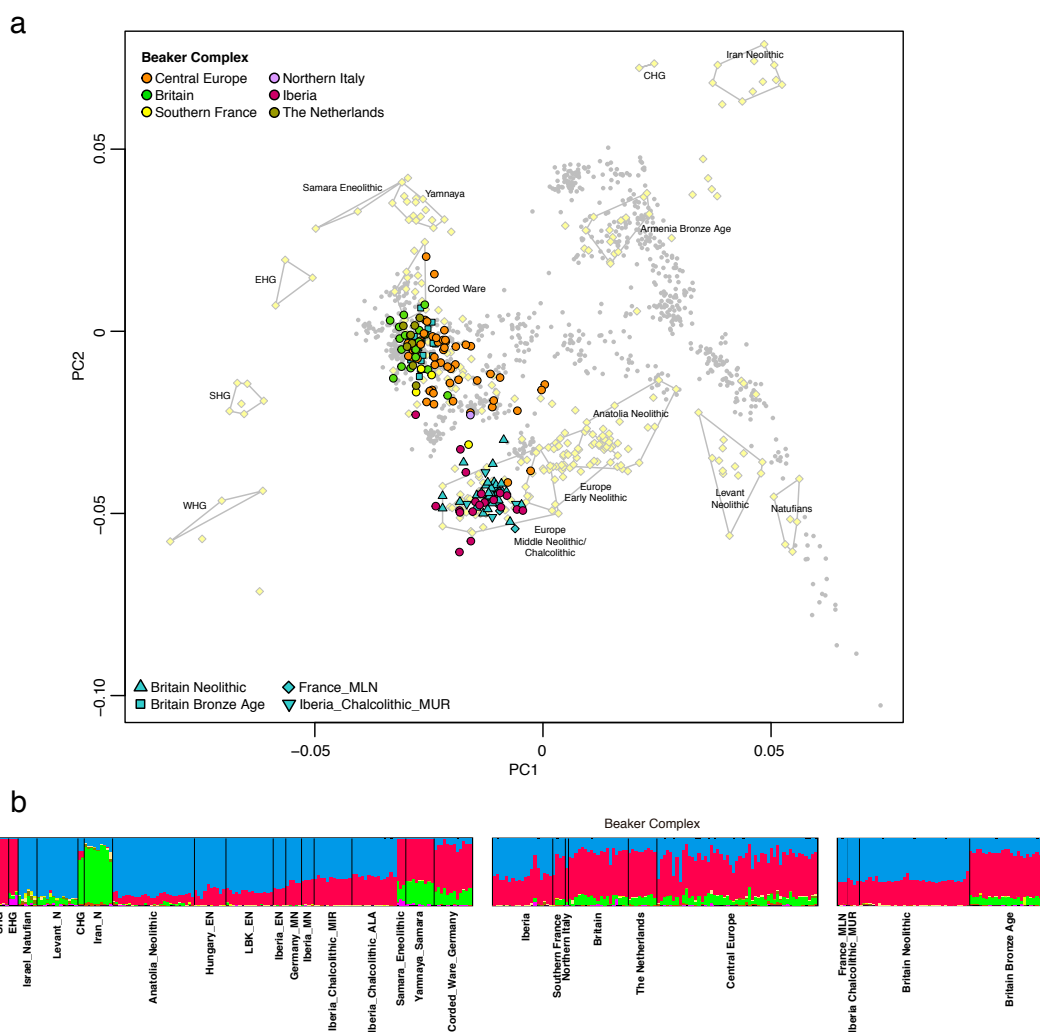 a
Beaker Complex
Central Europe
Northern Italy
Britain
Iberia
Southern France
The Netherlands
Iran Neolithic
CHG
Samara Eneolithic
Yamnaya
Armenia Bronze Age
EHG
Corded Ware
SHG
Anatolia Neolithic
Europe
Early Neolithic
WHG
Levant
Neolithic
Natufians
Europe
Middle Neolithic/
Chalcolithic
Britain Neolithic
France_MLN
Britain Bronze Age
Iberia_Chalcolithic_MUR
0.05
0
−0.05
−0.10
PC2
−0.05
0
0.05
PC1
b
Beaker Complex
EHG
Israel_Natufian
Levant_N
CHG
Iran_N
Anatolia_Neolithic
Hungary_EN
LBK_EN
Iberia_EN
Germany_MN
Iberia_MN
Iberia_Chalcolithic_MIR
Iberia_Chalcolithic_ALA
Samara_Eneolithic
Yamnaya_Samara
Corded_Ware_Germany
Iberia
Southern France
Northern Italy
Britain
The Netherlands
Central Europe
France_MLN
Iberia Chalcolithic_MUR
Britain Neolithic
Britain Bronze Age